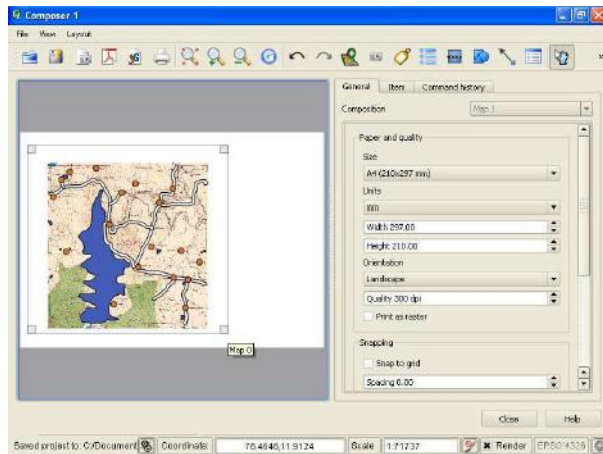 Composer 1
File View Layout
General Item Command history
Composition Map 1
Paper and quality
Size
A4 (210x297 mm)
Units
mm
Width 297.00
Height 210.00
Orientation
Landscape
Quality 300 dpi
Print as raster
Snapping
Snap to grid
Spacing 0.00
Map 0
Close Help
Saved project to: C:/Document Coordinate: 76.4646,11.9124 Scale 1:71737 Render EPSG:4326